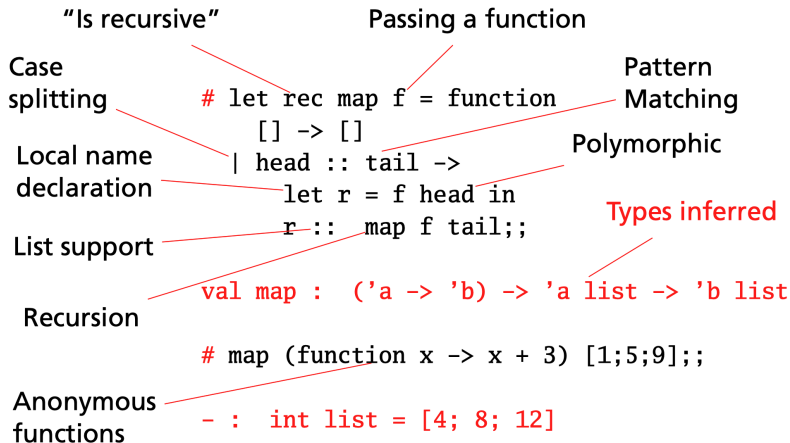 “Is recursive”
Passing a function
Case
splitting
Pattern
Matching
# let rec map f = function
[] -> []
| head :: tail ->
Polymorphic
Local name
declaration
let r = f head in
r :: map f tail;;
List support
Types inferred
val map : (’a -> ’b) -> ’a list -> ’b list
Recursion
# map (function x -> x + 3) [1;5;9];;
Anonymous
functions
- : int list = [4; 8; 12]